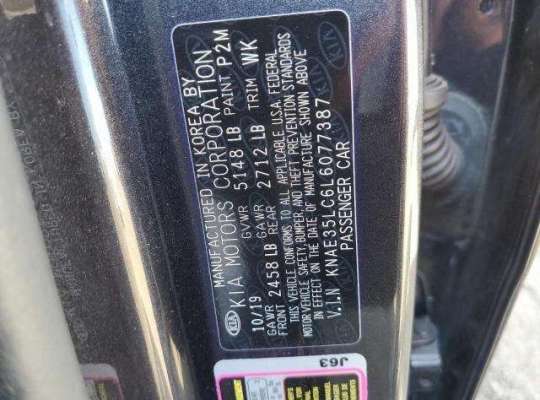 MANUFACTURED IN KOREA BY
KIA MOTORS CORPORATION
10/19 GVWR 5148 LB PAINT P2M
GAWR GAWR TRIM WK
FRONT 2458 LB REAR 2712 LB
THIS VEHICLE CONFORMS TO ALL APPLICABLE U.S.A. FEDERAL
MOTOR VEHICLE SAFETY, BUMPER, AND THEFT PREVENTION STANDARDS
IN EFFECT ON THE DATE OF MANUFACTURE SHOWN ABOVE
V.I.N KNAE35LC6L6077387
PASSENGER CAR
KIA
J63